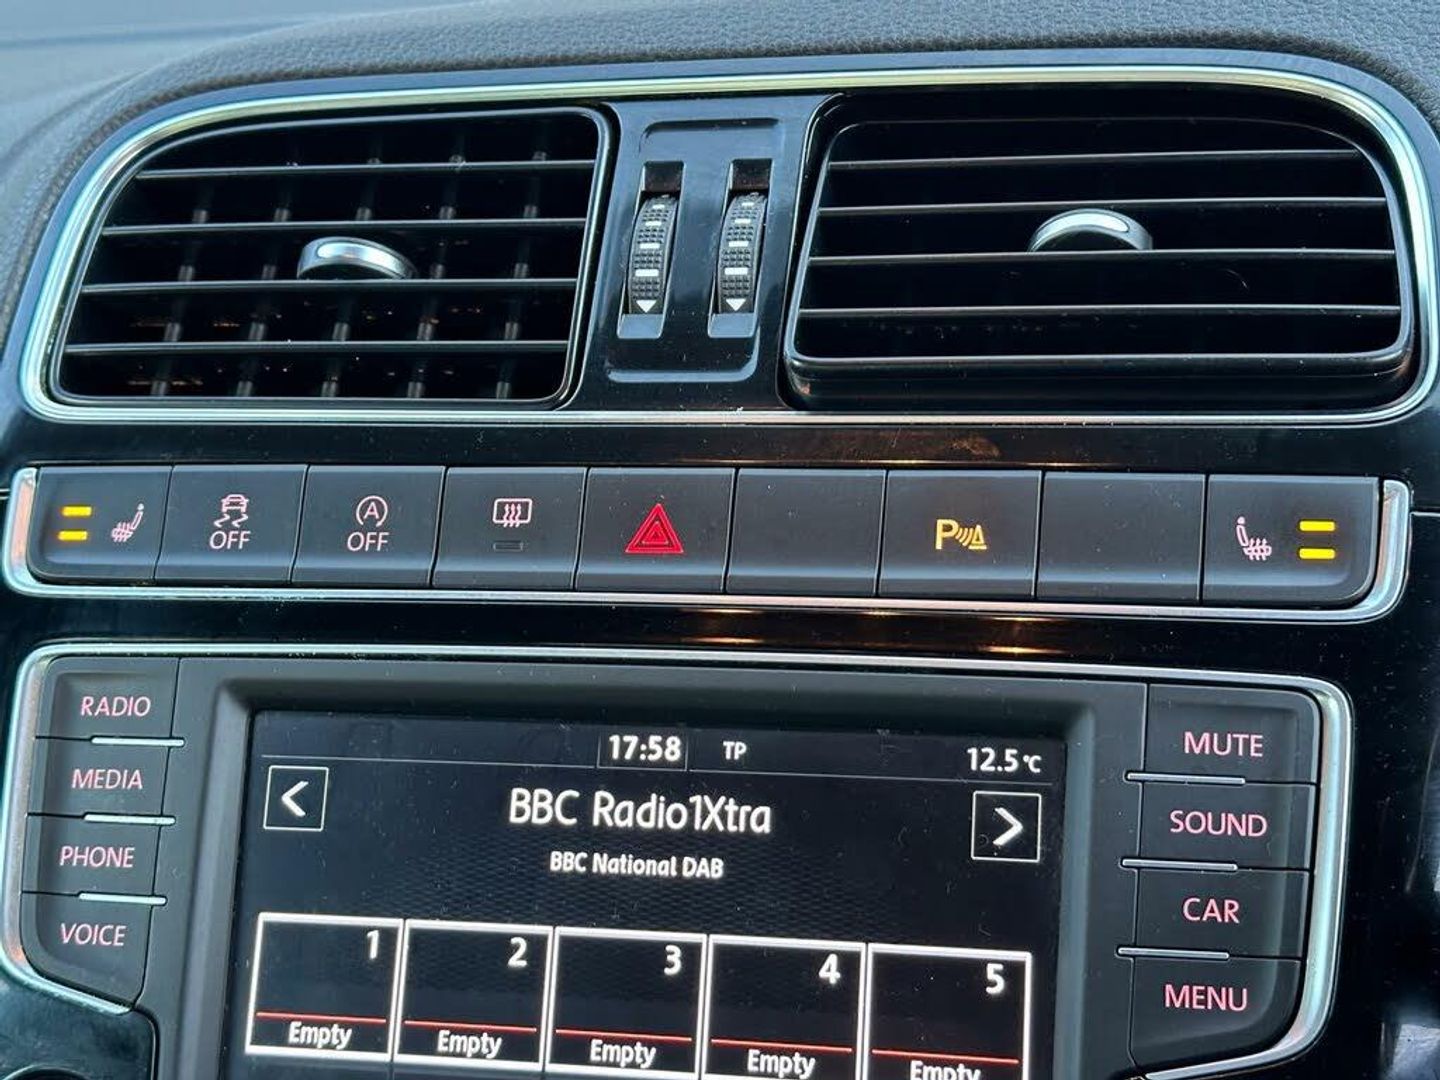 OFF
A
OFF
P
RADIO
MEDIA
PHONE
VOICE
17:58 TP 12.5°C
BBC Radio1Xtra
BBC National DAB
1 2 3 4 5
Empty Empty Empty Empty Empty
MUTE
SOUND
CAR
MENU